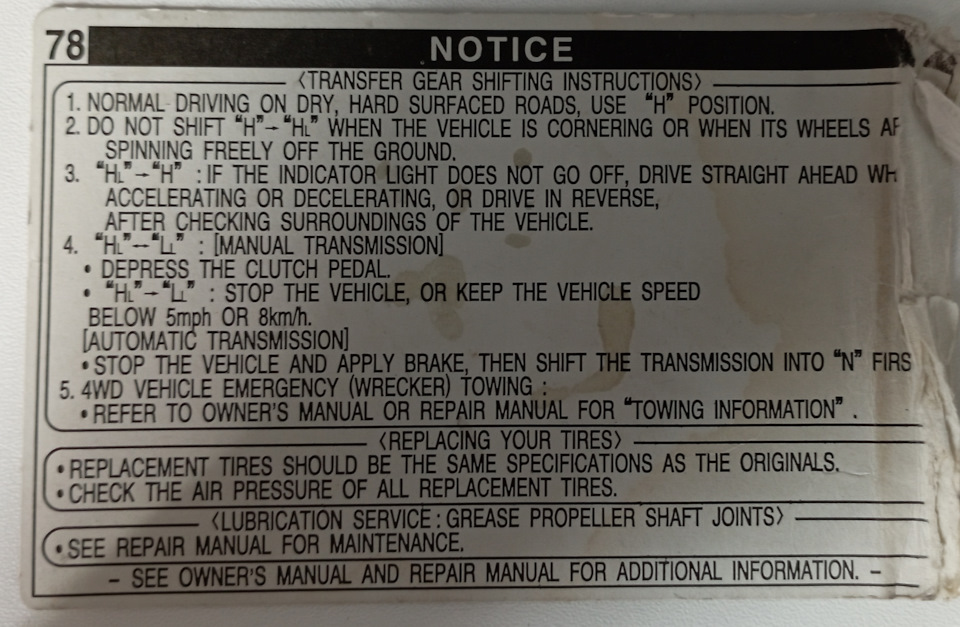 78 NOTICE
〈TRANSFER GEAR SHIFTING INSTRUCTIONS〉
1. NORMAL DRIVING ON DRY, HARD SURFACED ROADS, USE "H" POSITION.
2. DO NOT SHIFT "H"→"HL" WHEN THE VEHICLE IS CORNERING OR WHEN ITS WHEELS
SPINNING FREELY OFF THE GROUND.
3. "HL"→"H" : IF THE INDICATOR LIGHT DOES NOT GO OFF, DRIVE STRAIGHT AHEAD
ACCELERATING OR DECELERATING, OR DRIVE IN REVERSE,
AFTER CHECKING SURROUNDINGS OF THE VEHICLE.
4. "HL"↔"LL" : [MANUAL TRANSMISSION]
• DEPRESS THE CLUTCH PEDAL.
• "HL"→"LL" : STOP THE VEHICLE, OR KEEP THE VEHICLE SPEED
BELOW 5mph OR 8km/h.
[AUTOMATIC TRANSMISSION]
• STOP THE VEHICLE AND APPLY BRAKE, THEN SHIFT THE TRANSMISSION INTO "N" FIRS
5. 4WD VEHICLE EMERGENCY (WRECKER) TOWING :
• REFER TO OWNER'S MANUAL OR REPAIR MANUAL FOR "TOWING INFORMATION" .
〈REPLACING YOUR TIRES〉
• REPLACEMENT TIRES SHOULD BE THE SAME SPECIFICATIONS AS THE ORIGINALS.
• CHECK THE AIR PRESSURE OF ALL REPLACEMENT TIRES.
〈LUBRICATION SERVICE : GREASE PROPELLER SHAFT JOINTS〉
• SEE REPAIR MANUAL FOR MAINTENANCE.
– SEE OWNER'S MANUAL AND REPAIR MANUAL FOR ADDITIONAL INFORMATION. –